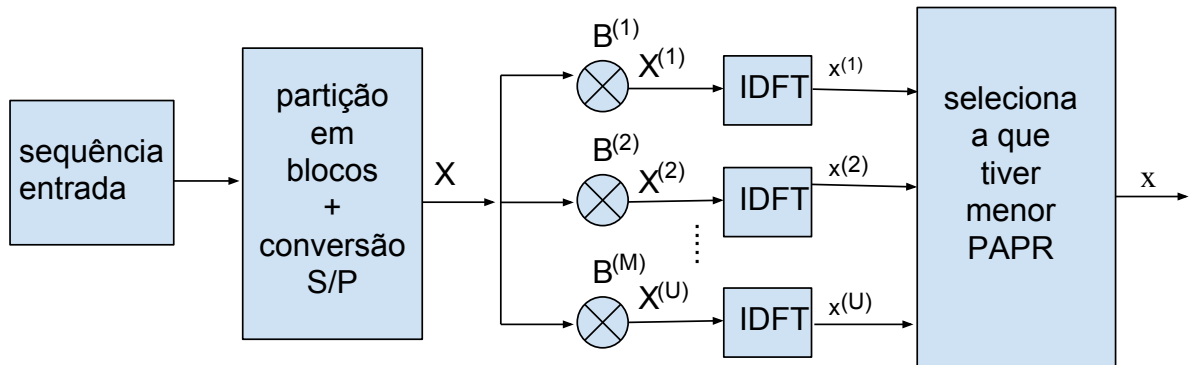 sequência
entrada
partição
em
blocos
+
conversão
S/P
X
B(1)
X(1)
IDFT
x(1)
B(2)
X(2)
IDFT
x(2)
B(M)
X(U)
IDFT
x(U)
seleciona
a que
tiver
menor
PAPR
x